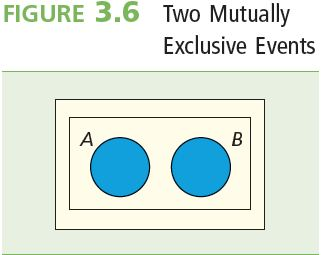 FIGURE 3.6 Two Mutually
Exclusive Events
A B